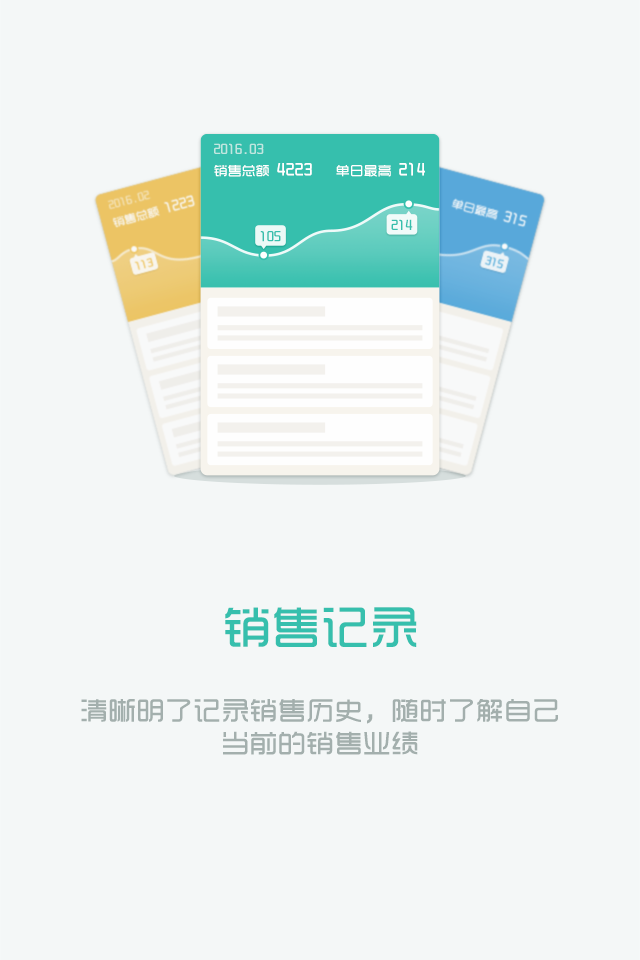 2016.03
销售总额 4223 单日最高 214
105
214
2016.02
销售总额 1223
113
单日最高 315
315
销售记录
清晰明了记录销售历史，随时了解自己
当前的销售业绩